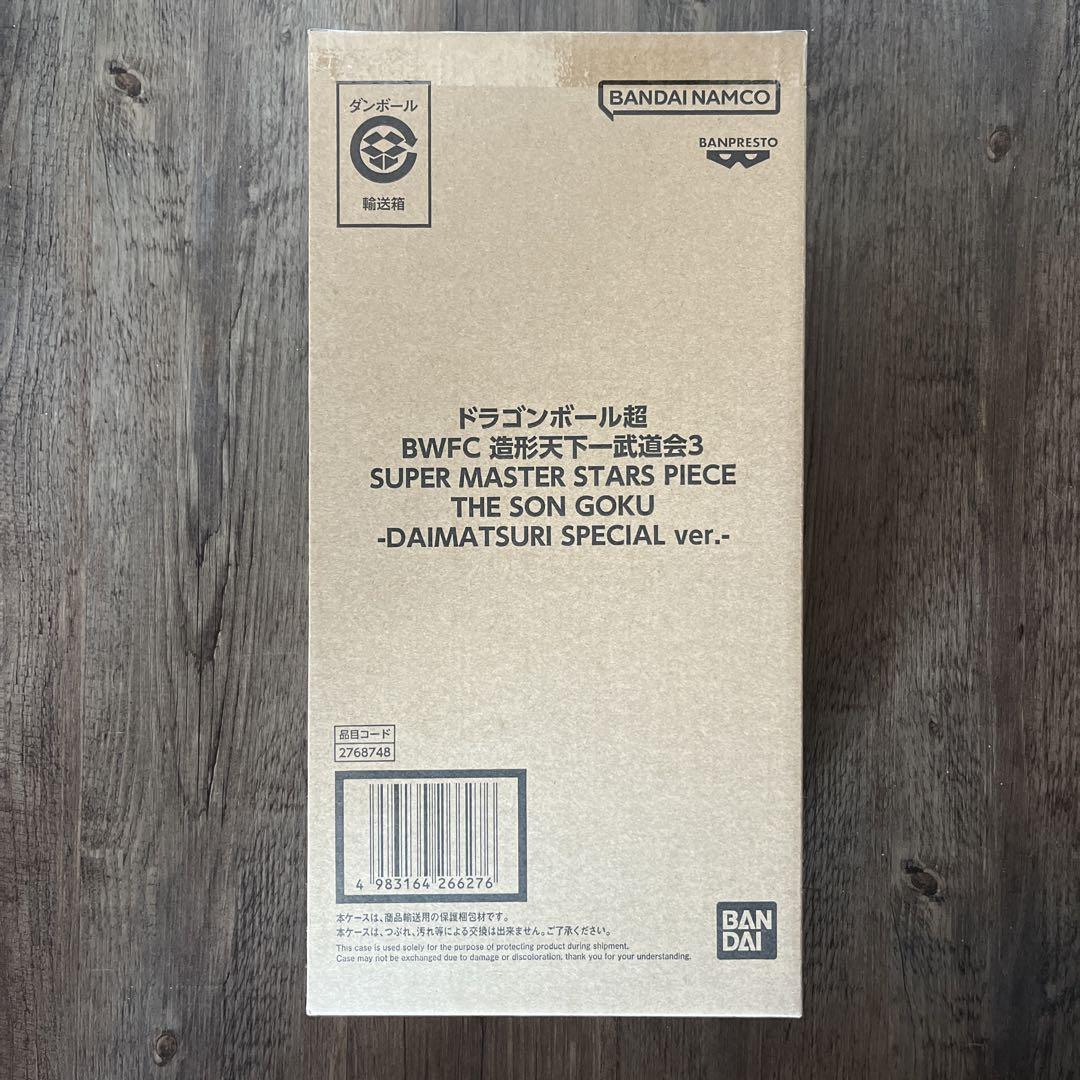 ダンボール
輸送箱
BANDAI NAMCO
BANPRESTO
ドラゴンボール超
BWFC 造形天下一武道会3
SUPER MASTER STARS PIECE
THE SON GOKU
-DAIMATSURI SPECIAL ver.-
品目コード
2768748
4 983164 266276
本ケースは、商品輸送用の保護梱包材です。
本ケースは、つぶれ、汚れ等による交換は出来ません。ご了承ください。
This case is used solely for the purpose of protecting product during shipment.
Case may not be exchanged due to damage or discoloration, thank you for your understanding.
BAN
DAI